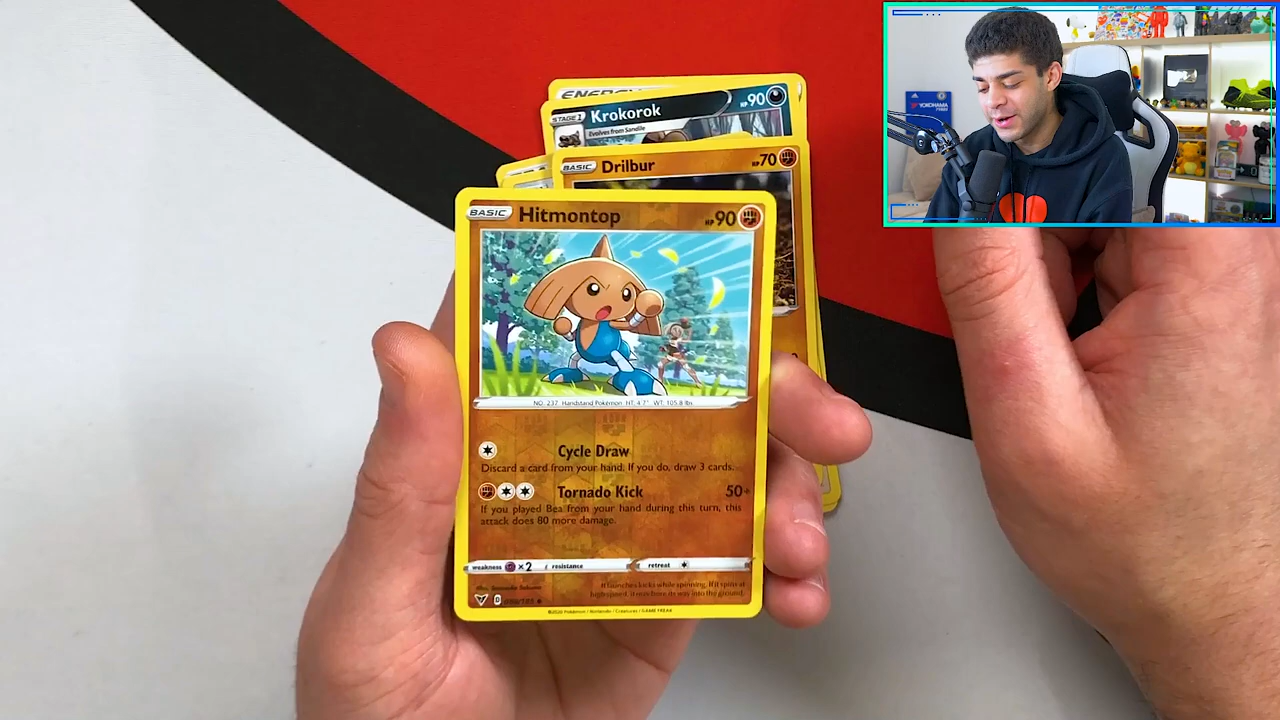 ENERGY
STAGE 1 Krokorok HP 90
Evolves from Sandile
BASIC Drilbur HP 70
BASIC Hitmontop HP 90
NO. 237 Handstand Pokémon HT: 4'7" WT: 105.8 lbs.
Cycle Draw
Discard a card from your hand. If you do, draw 3 cards.
Tornado Kick 50+
If you played Bea from your hand during this turn, this
attack does 80 more damage.
weakness ×2 resistance retreat
It launches kicks while spinning. If it spins at
high speed, it may bore its way into the ground.
D
©2020 Pokémon / Nintendo / Creatures / GAME FREAK
YOKOHAMA